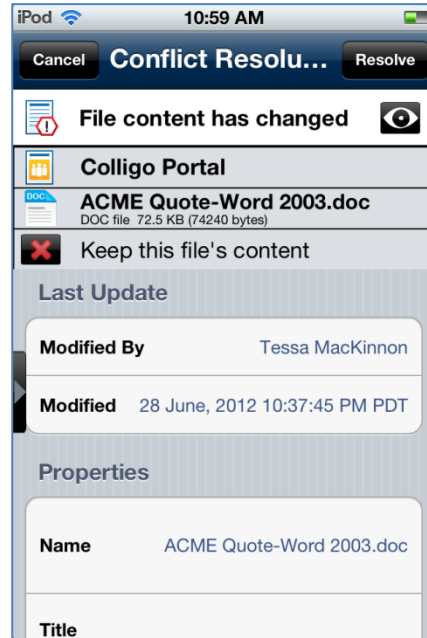 iPod 10:59 AM
Cancel Conflict Resolu... Resolve
File content has changed
Colligo Portal
DOC ACME Quote-Word 2003.doc
DOC file 72.5 KB (74240 bytes)
Keep this file's content
Last Update
Modified By Tessa MacKinnon
Modified 28 June, 2012 10:37:45 PM PDT
Properties
Name ACME Quote-Word 2003.doc
Title